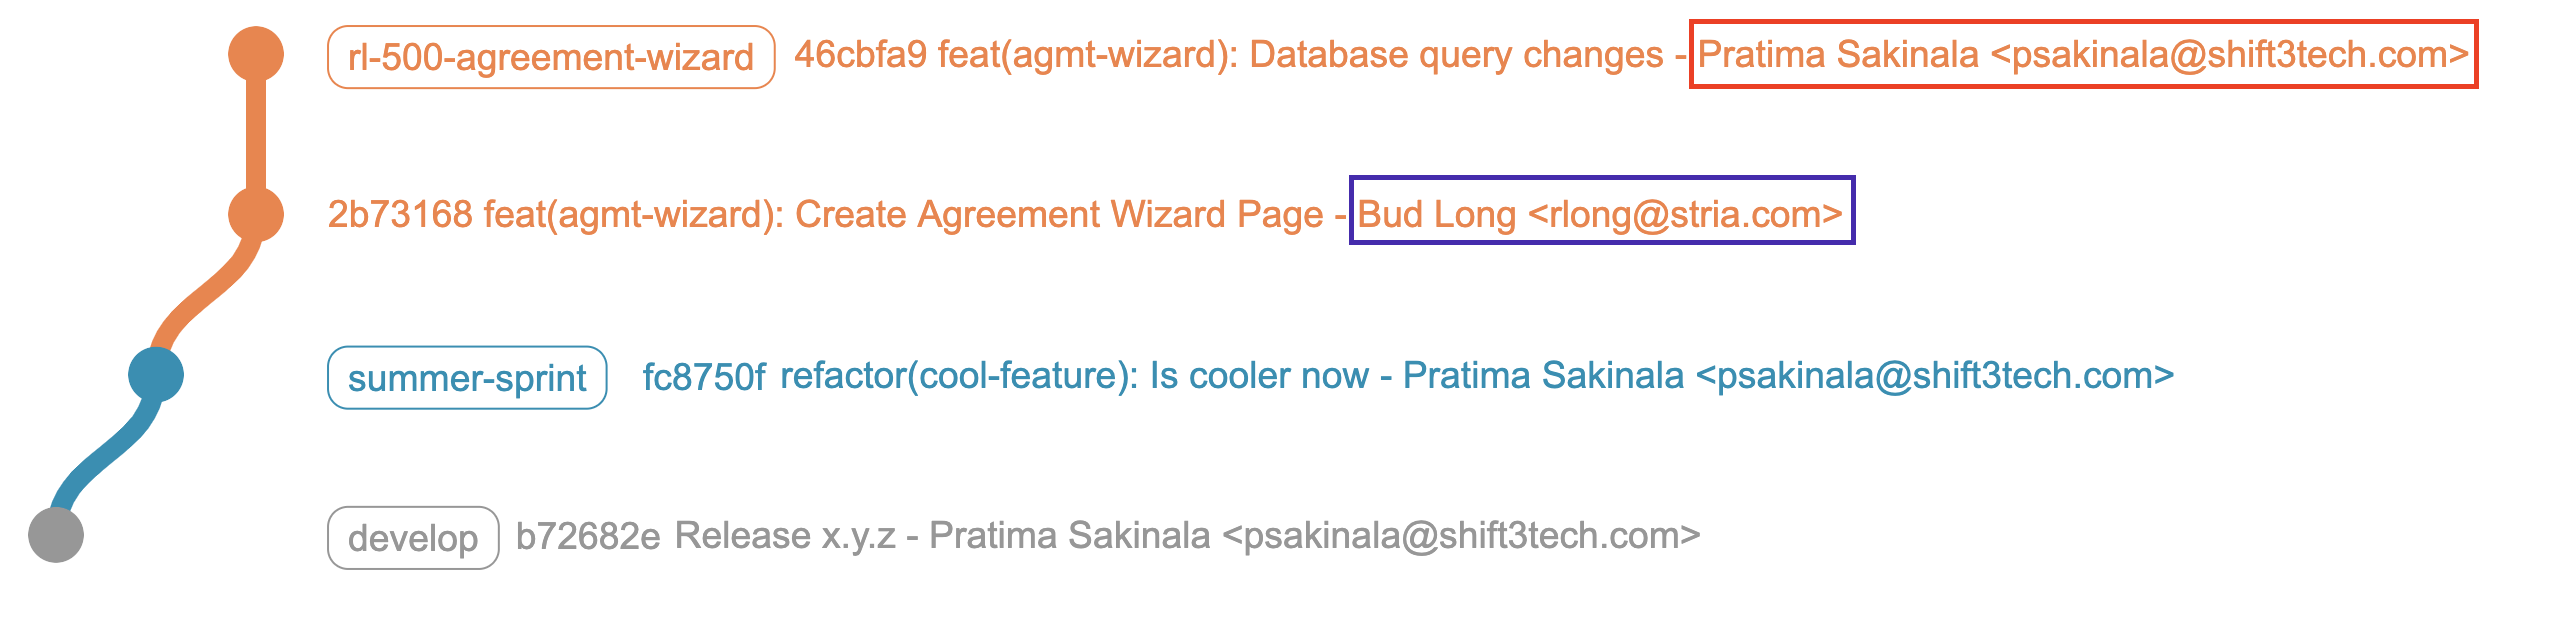 rl-500-agreement-wizard 46cbfa9 feat(agmt-wizard): Database query changes - Pratima Sakinala <psakinala@shift3tech.com>
2b73168 feat(agmt-wizard): Create Agreement Wizard Page - Bud Long <rlong@stria.com>
summer-sprint fc8750f refactor(cool-feature): Is cooler now - Pratima Sakinala <psakinala@shift3tech.com>
develop b72682e Release x.y.z - Pratima Sakinala <psakinala@shift3tech.com>